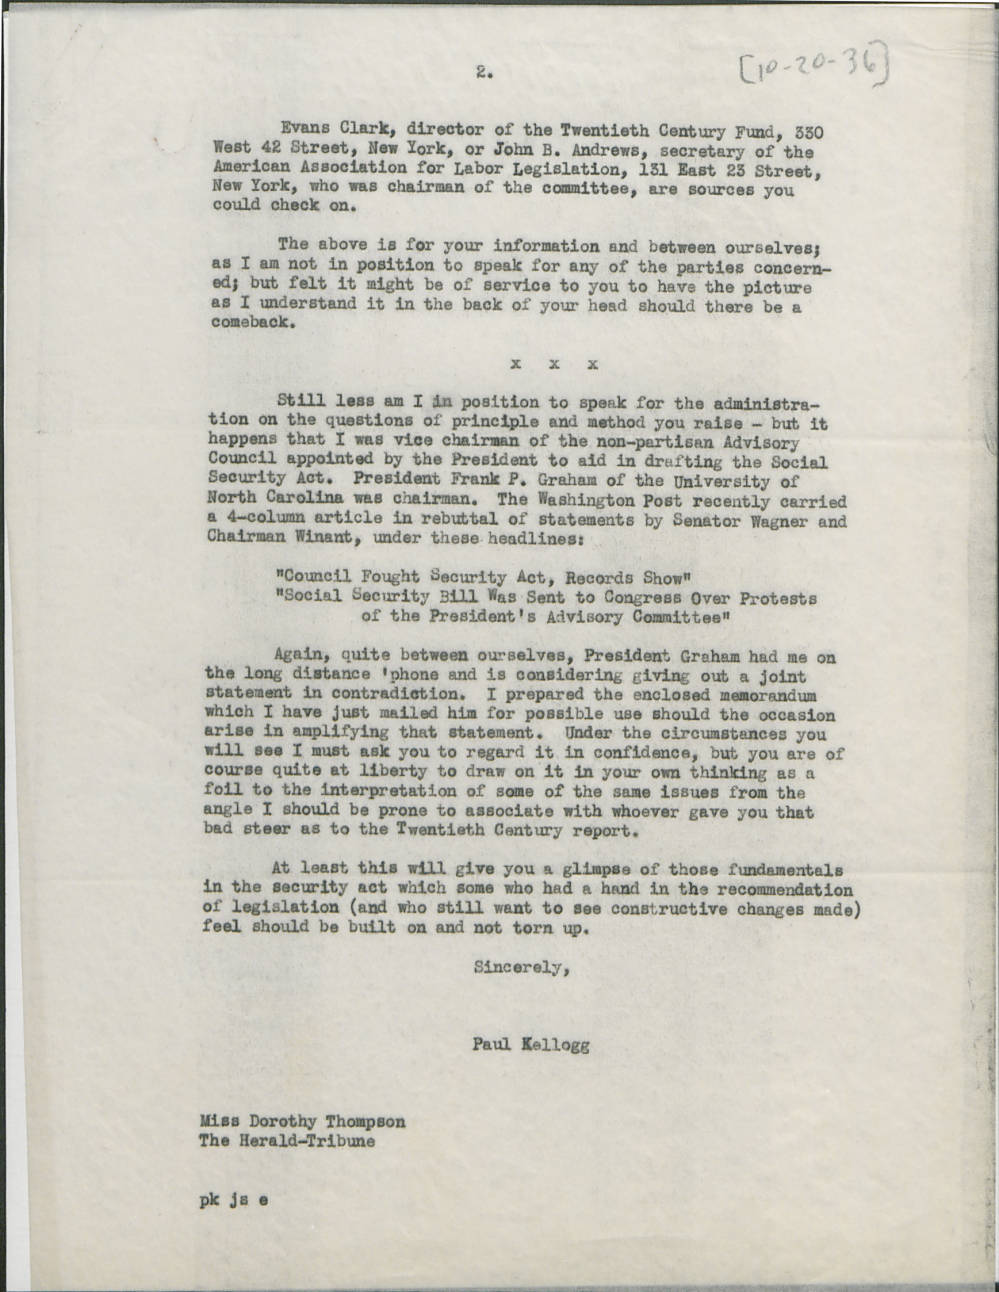 [10-20-36]
2.
Evans Clark, director of the Twentieth Century Fund, 330
West 42 Street, New York, or John B. Andrews, secretary of the
American Association for Labor Legislation, 131 East 23 Street,
New York, who was chairman of the committee, are sources you
could check on.
The above is for your information and between ourselves;
as I am not in position to speak for any of the parties concern-
ed; but felt it might be of service to you to have the picture
as I understand it in the back of your head should there be a
comeback.
x x x
Still less am I in position to speak for the administra-
tion on the questions of principle and method you raise - but it
happens that I was vice chairman of the non-partisan Advisory
Council appointed by the President to aid in drafting the Social
Security Act. President Frank P. Graham of the University of
North Carolina was chairman. The Washington Post recently carried
a 4-column article in rebuttal of statements by Senator Wagner and
Chairman Winant, under these headlines:
"Council Fought Security Act, Records Show"
"Social Security Bill Was Sent to Congress Over Protests
of the President's Advisory Committee"
Again, quite between ourselves, President Graham had me on
the long distance 'phone and is considering giving out a joint
statement in contradiction. I prepared the enclosed memorandum
which I have just mailed him for possible use should the occasion
arise in amplifying that statement. Under the circumstances you
will see I must ask you to regard it in confidence, but you are of
course quite at liberty to draw on it in your own thinking as a
foil to the interpretation of some of the same issues from the
angle I should be prone to associate with whoever gave you that
bad steer as to the Twentieth Century report.
At least this will give you a glimpse of those fundamentals
in the security act which some who had a hand in the recommendation
of legislation (and who still want to see constructive changes made)
feel should be built on and not torn up.
Sincerely,
Paul Kellogg
Miss Dorothy Thompson
The Herald-Tribune
pk js e